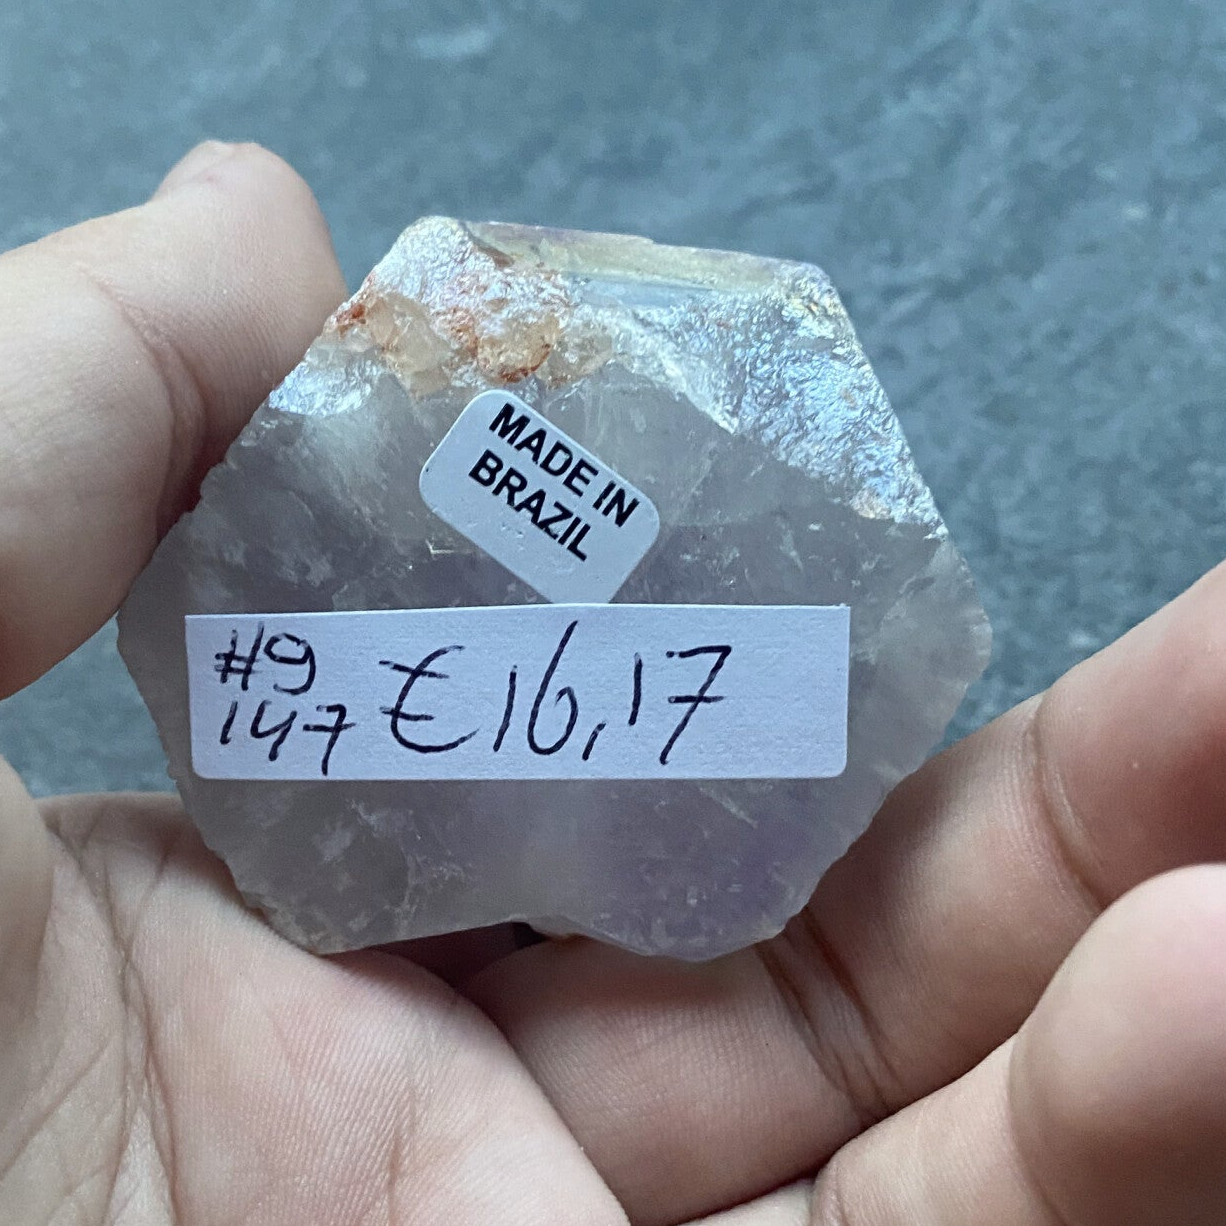 MADE IN
BRAZIL
#9
147
€16,17